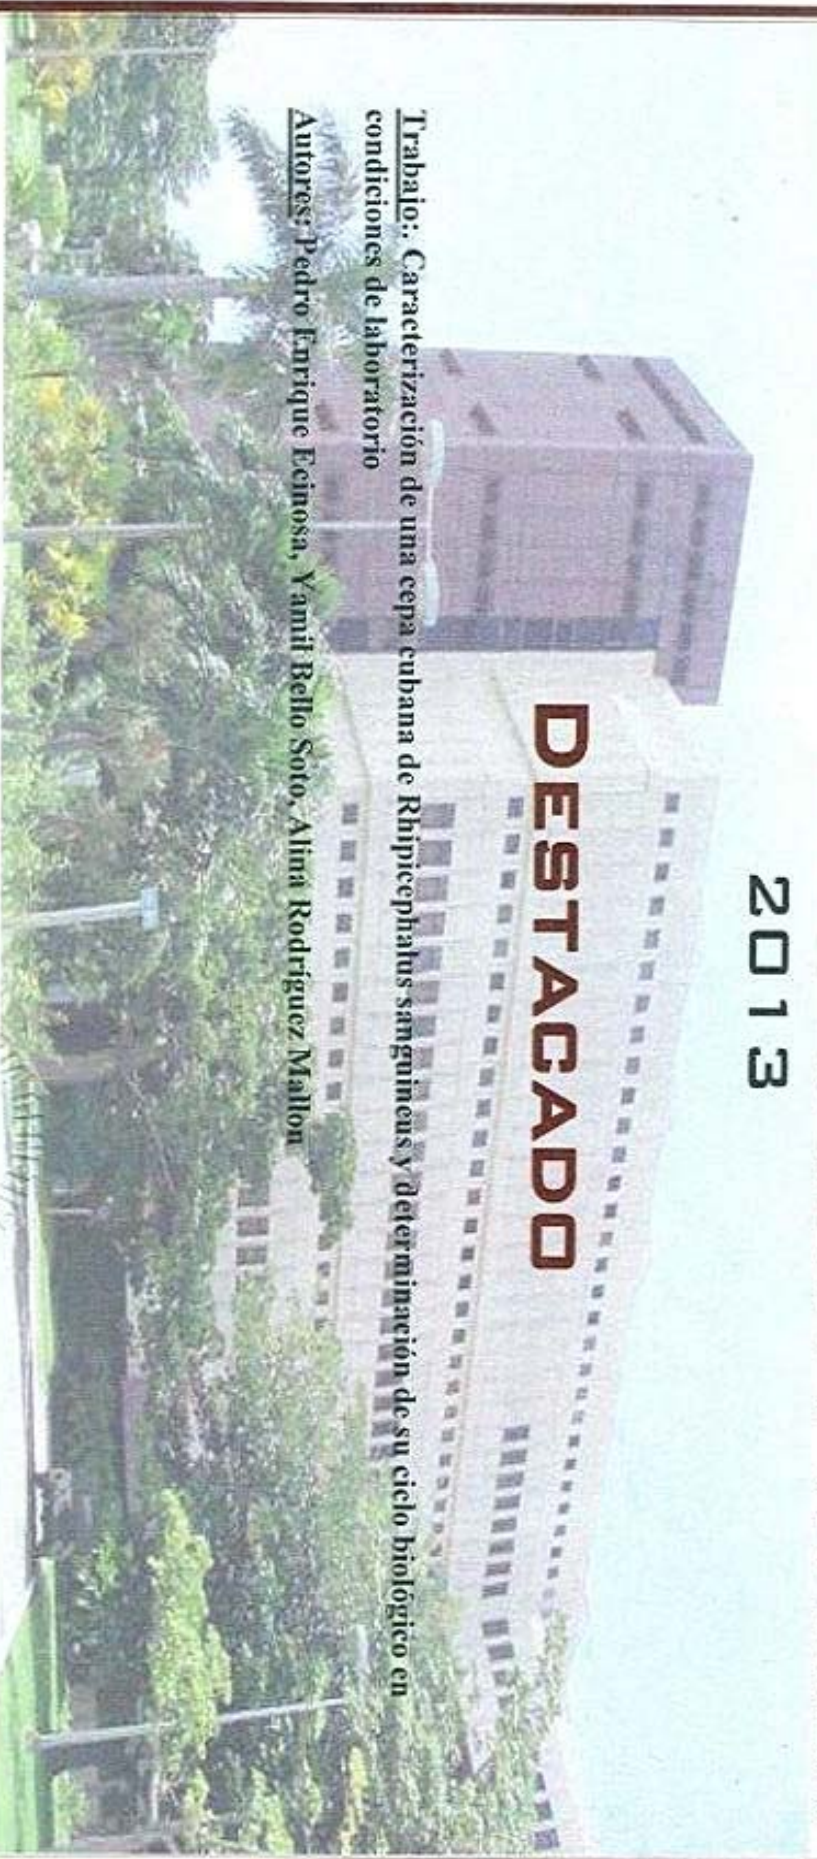 2013
DESTACADO
Trabajo:. Caracterización de una cepa cubana de Rhipicephalus sanguineus y determinación de su ciclo biológico en
condiciones de laboratorio
Autores: Pedro Enrique Ecinosa, Yamil Bello Soto, Alina Rodríguez Mallon